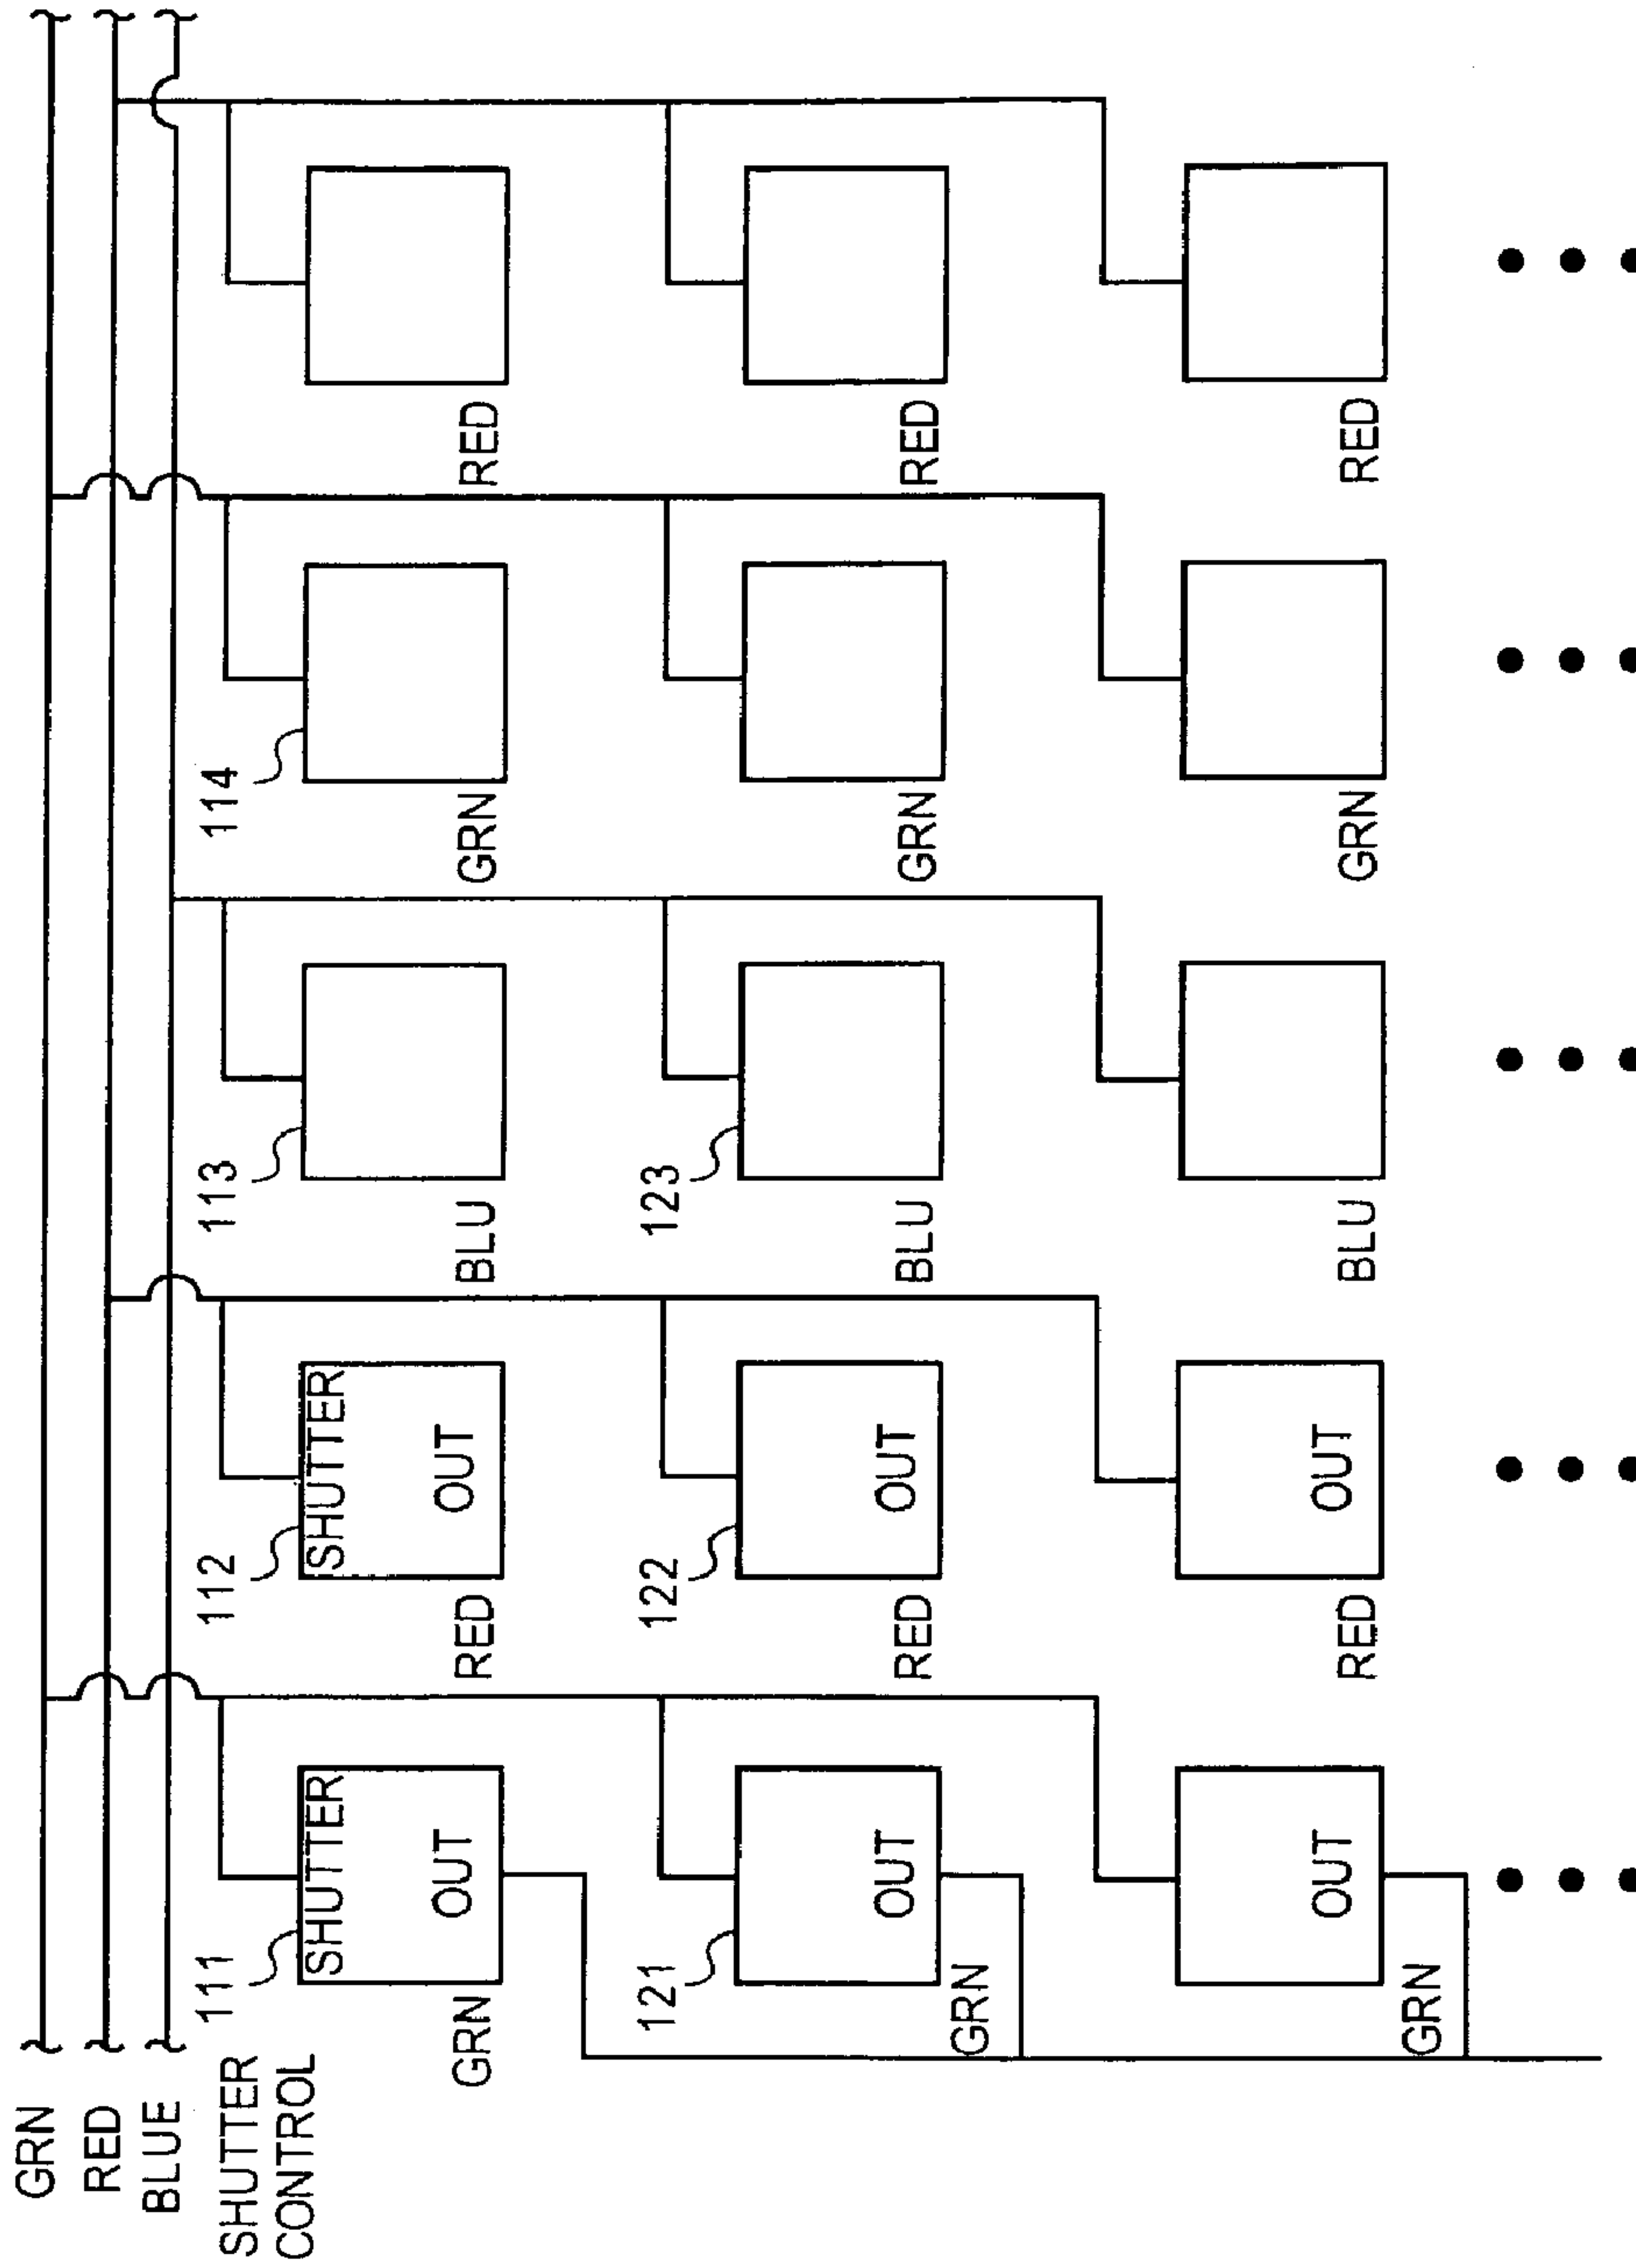 GRN
RED
BLUE
SHUTTER
CONTROL
111
112
113
114
SHUTTER
SHUTTER
OUT
OUT
GRN
RED
BLU
GRN
RED
121
122
123
OUT
OUT
GRN
RED
BLU
GRN
RED
OUT
OUT
GRN
RED
BLU
GRN
RED